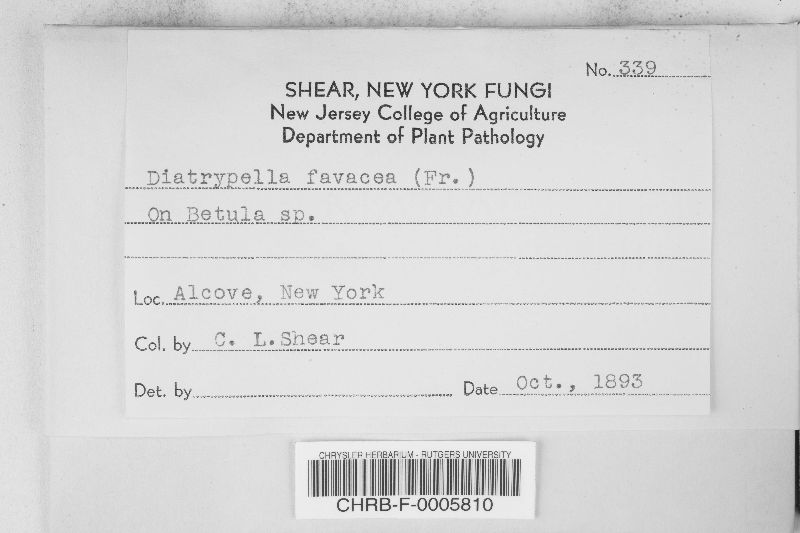 No. 339
SHEAR, NEW YORK FUNGI
New Jersey College of Agriculture
Department of Plant Pathology
Diatrypella favacea (Fr.)
On Betula sp.
Loc. Alcove, New York
Col. by C. L.Shear
Det. by
Date Oct., 1893
CHRYSLER HERBARIUM - RUTGERS UNIVERSITY
CHRB-F-0005810